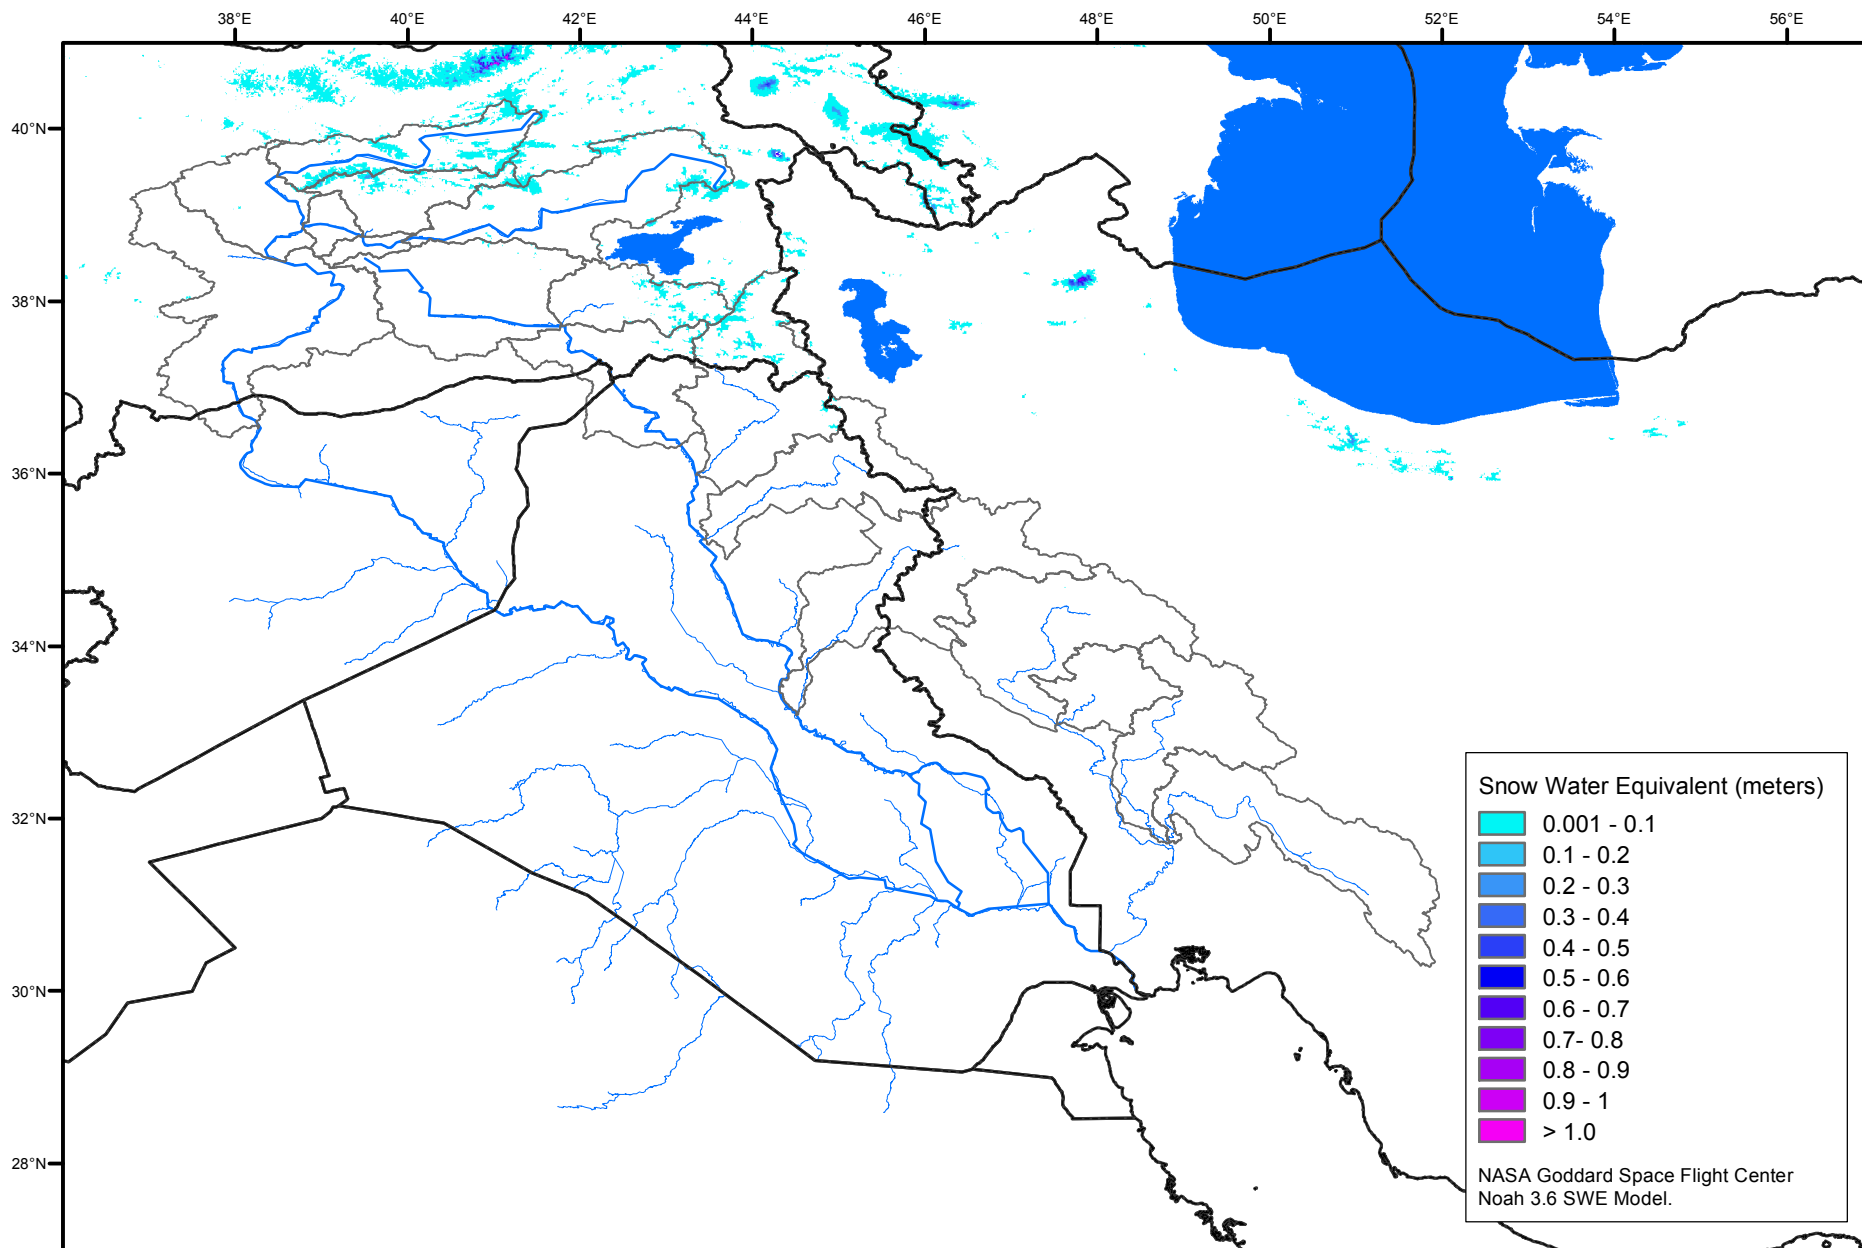 38°E 40°E 42°E 44°E 46°E 48°E 50°E 52°E 54°E 56°E
40°N
38°N
36°N
34°N
32°N
30°N
28°N
Snow Water Equivalent (meters)
0.001 - 0.1
0.1 - 0.2
0.2 - 0.3
0.3 - 0.4
0.4 - 0.5
0.5 - 0.6
0.6 - 0.7
0.7- 0.8
0.8 - 0.9
0.9 - 1
> 1.0
NASA Goddard Space Flight Center
Noah 3.6 SWE Model.